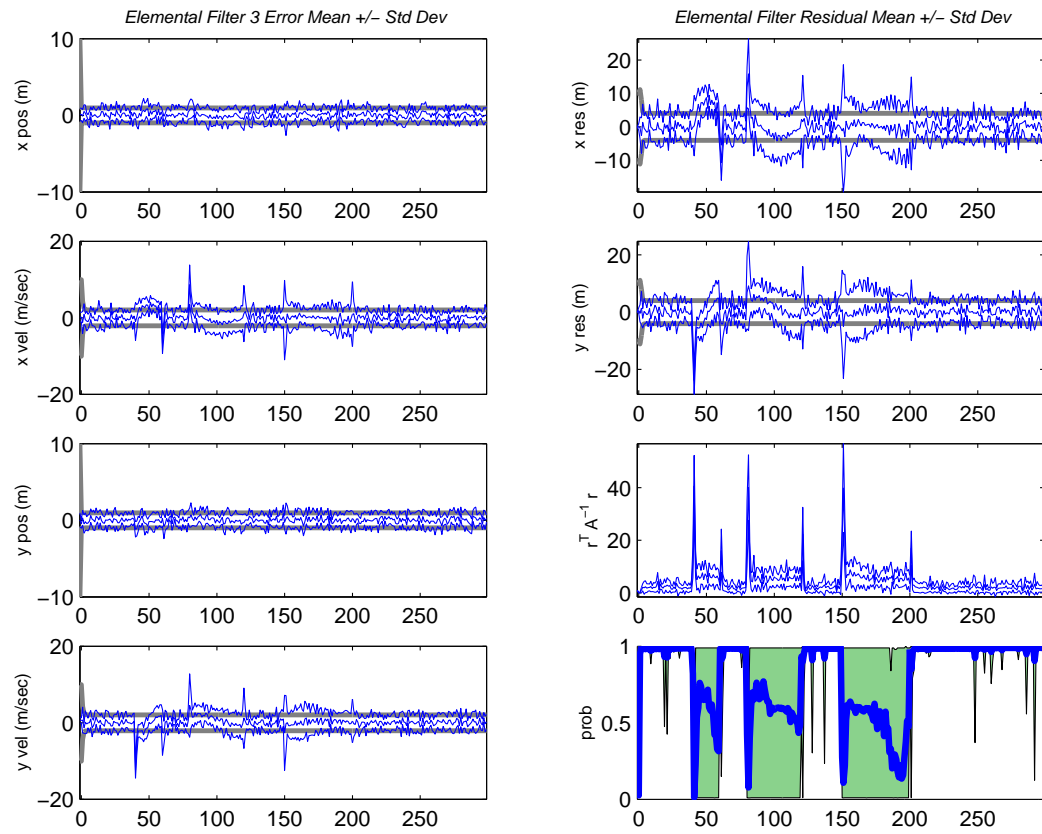 Elemental Filter 3 Error Mean +/− Std Dev
10
0
−10
x pos (m)
0 50 100 150 200 250
20
0
−20
x vel (m/sec)
0 50 100 150 200 250
10
0
−10
y pos (m)
0 50 100 150 200 250
20
0
−20
y vel (m/sec)
0 50 100 150 200 250
Elemental Filter Residual Mean +/− Std Dev
20
10
0
−10
x res (m)
0 50 100 150 200 250
20
0
−20
y res (m)
0 50 100 150 200 250
40
20
0
r^T A^−1 r
0 50 100 150 200 250
1
0.5
0
prob
0 50 100 150 200 250